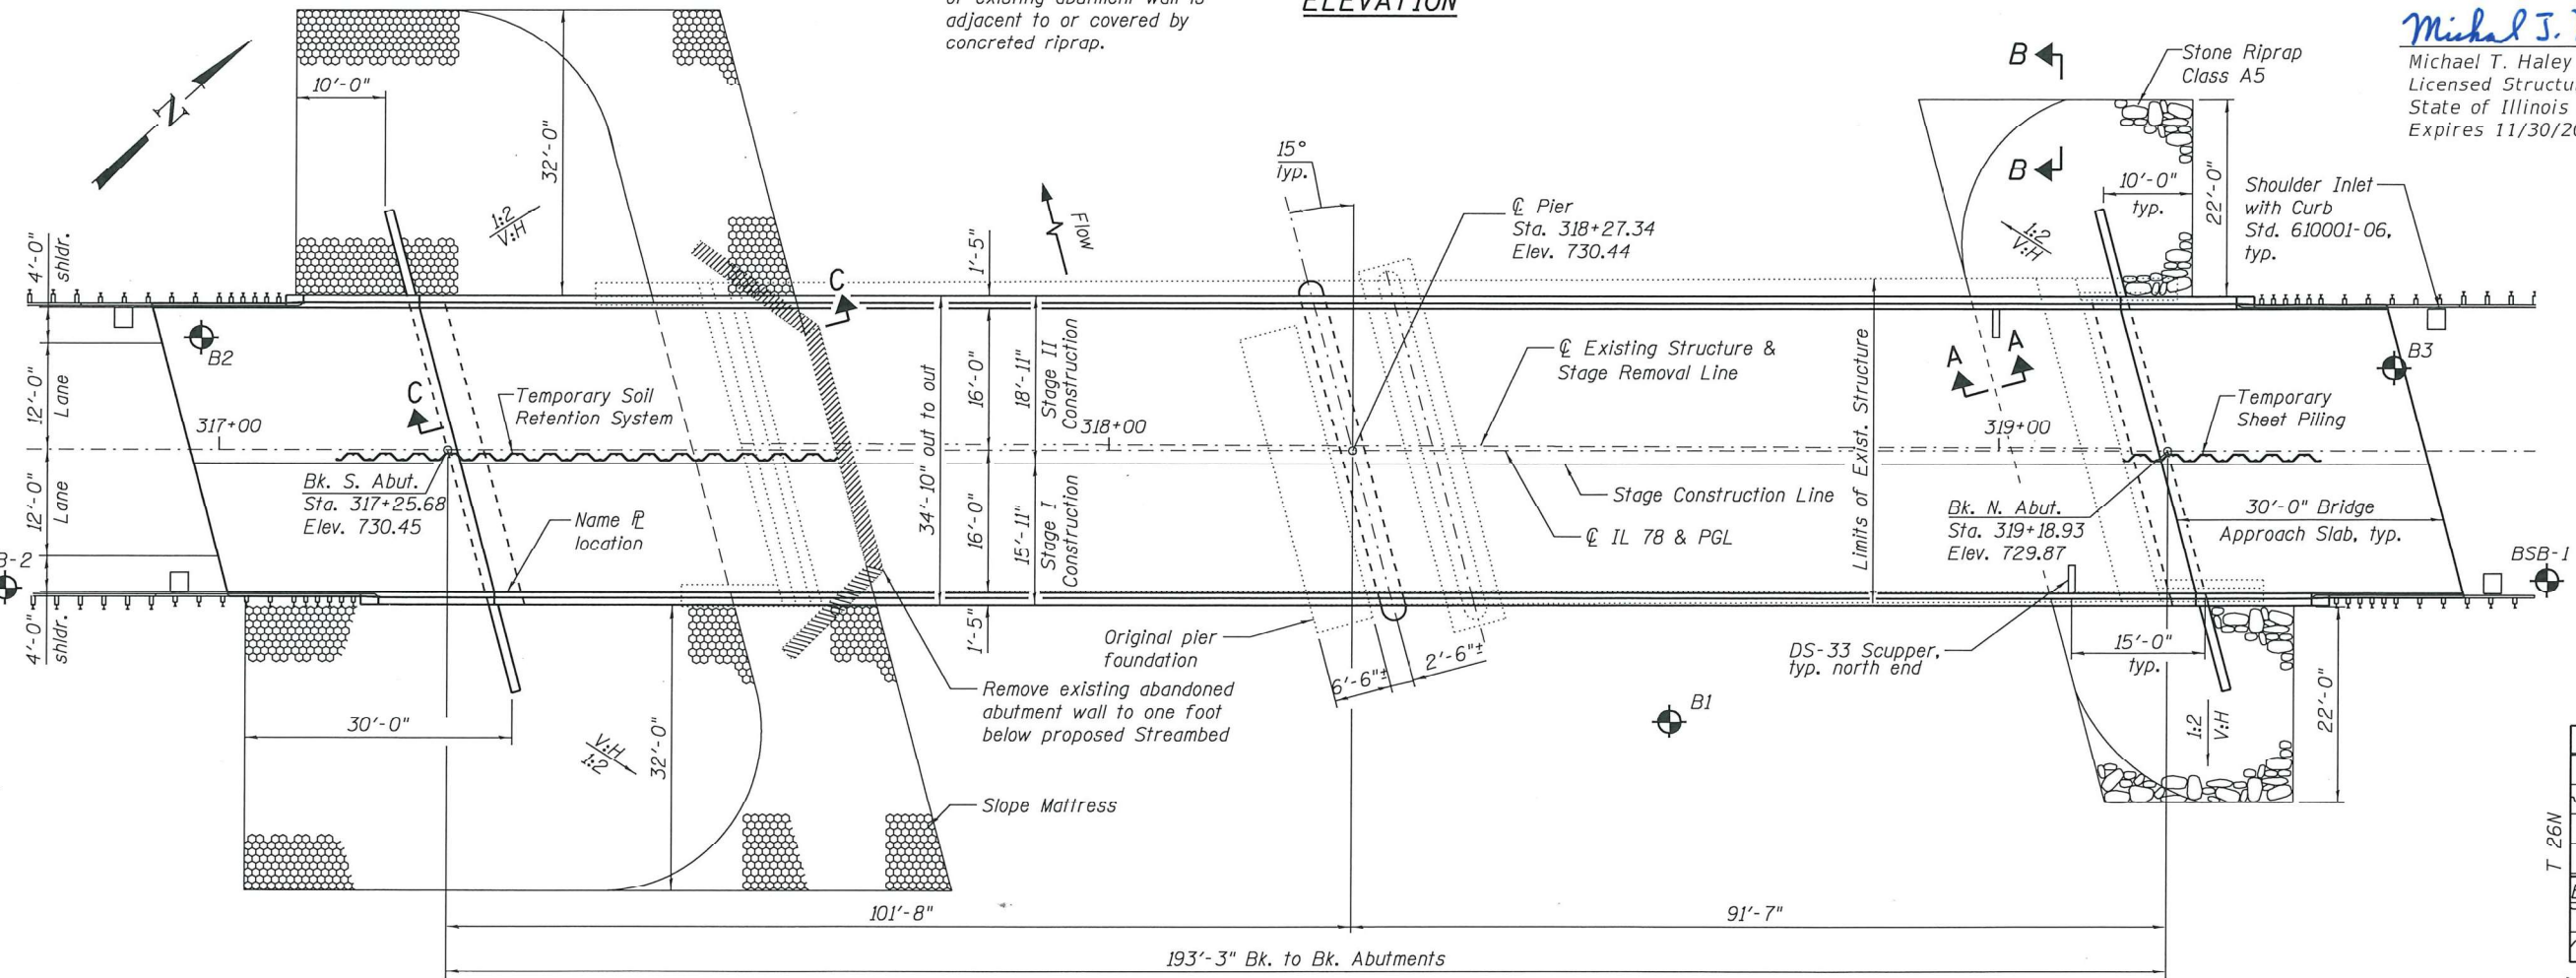 adjacent to or covered by
concreted riprap.
ELEVATION
Michael T. Haley
Licensed Structu
State of Illinois
Expires 11/30/20
N
10'-0"
32'-0"
1:2
V:H
4'-0"
shldr.
12'-0"
Lane
12'-0"
Lane
4'-0"
shldr.
B2
C
C
317+00
Temporary Soil
Retention System
Bk. S. Abut.
Sta. 317+25.68
Elev. 730.45
Name ⅊
location
B-2
30'-0"
V:H
1:2
32'-0"
Flow
1'-5"
34'-10" out to out
16'-0"
16'-0"
18'-11"
Stage II
Construction
15'-11"
Stage I
Construction
1'-5"
318+00
15°
typ.
℄ Pier
Sta. 318+27.34
Elev. 730.44
℄ Existing Structure &
Stage Removal Line
Stage Construction Line
℄ IL 78 & PGL
Original pier
foundation
6'-6"±
2'-6"±
Remove existing abandoned
abutment wall to one foot
below proposed Streambed
Slope Mattress
B1
Limits of Exist. Structure
B
B
Stone Riprap
Class A5
10'-0"
typ.
22'-0"
1:2
V:H
Shoulder Inlet
with Curb
Std. 610001-06,
typ.
A
A
319+00
B3
Temporary
Sheet Piling
Bk. N. Abut.
Sta. 319+18.93
Elev. 729.87
30'-0" Bridge
Approach Slab, typ.
BSB-1
DS-33 Scupper,
typ. north end
15'-0"
typ.
1:2
V:H
22'-0"
T 26N
101'-8"
91'-7"
193'-3" Bk. to Bk. Abutments